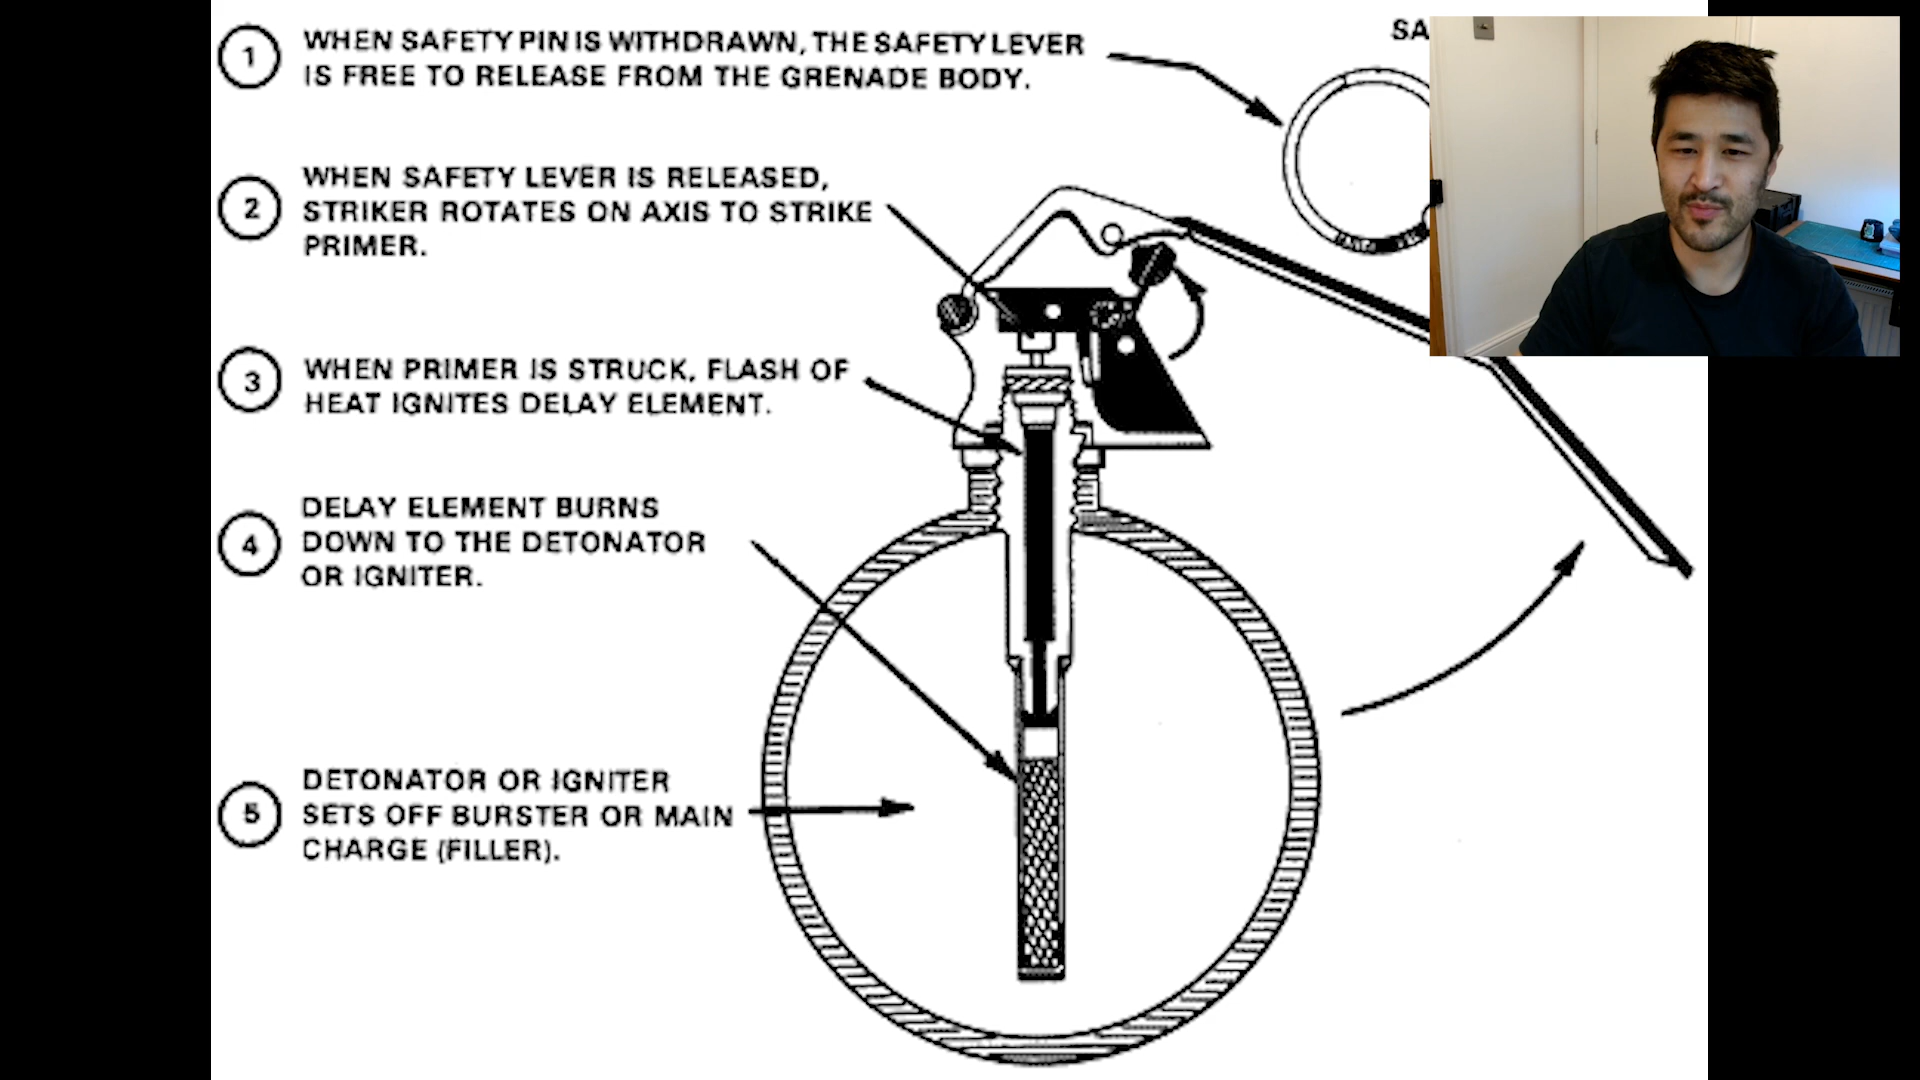 1 WHEN SAFETY PIN IS WITHDRAWN, THE SAFETY LEVER
IS FREE TO RELEASE FROM THE GRENADE BODY.
SA
2 WHEN SAFETY LEVER IS RELEASED,
STRIKER ROTATES ON AXIS TO STRIKE
PRIMER.
3 WHEN PRIMER IS STRUCK, FLASH OF
HEAT IGNITES DELAY ELEMENT.
4 DELAY ELEMENT BURNS
DOWN TO THE DETONATOR
OR IGNITER.
5 DETONATOR OR IGNITER
SETS OFF BURSTER OR MAIN
CHARGE (FILLER).